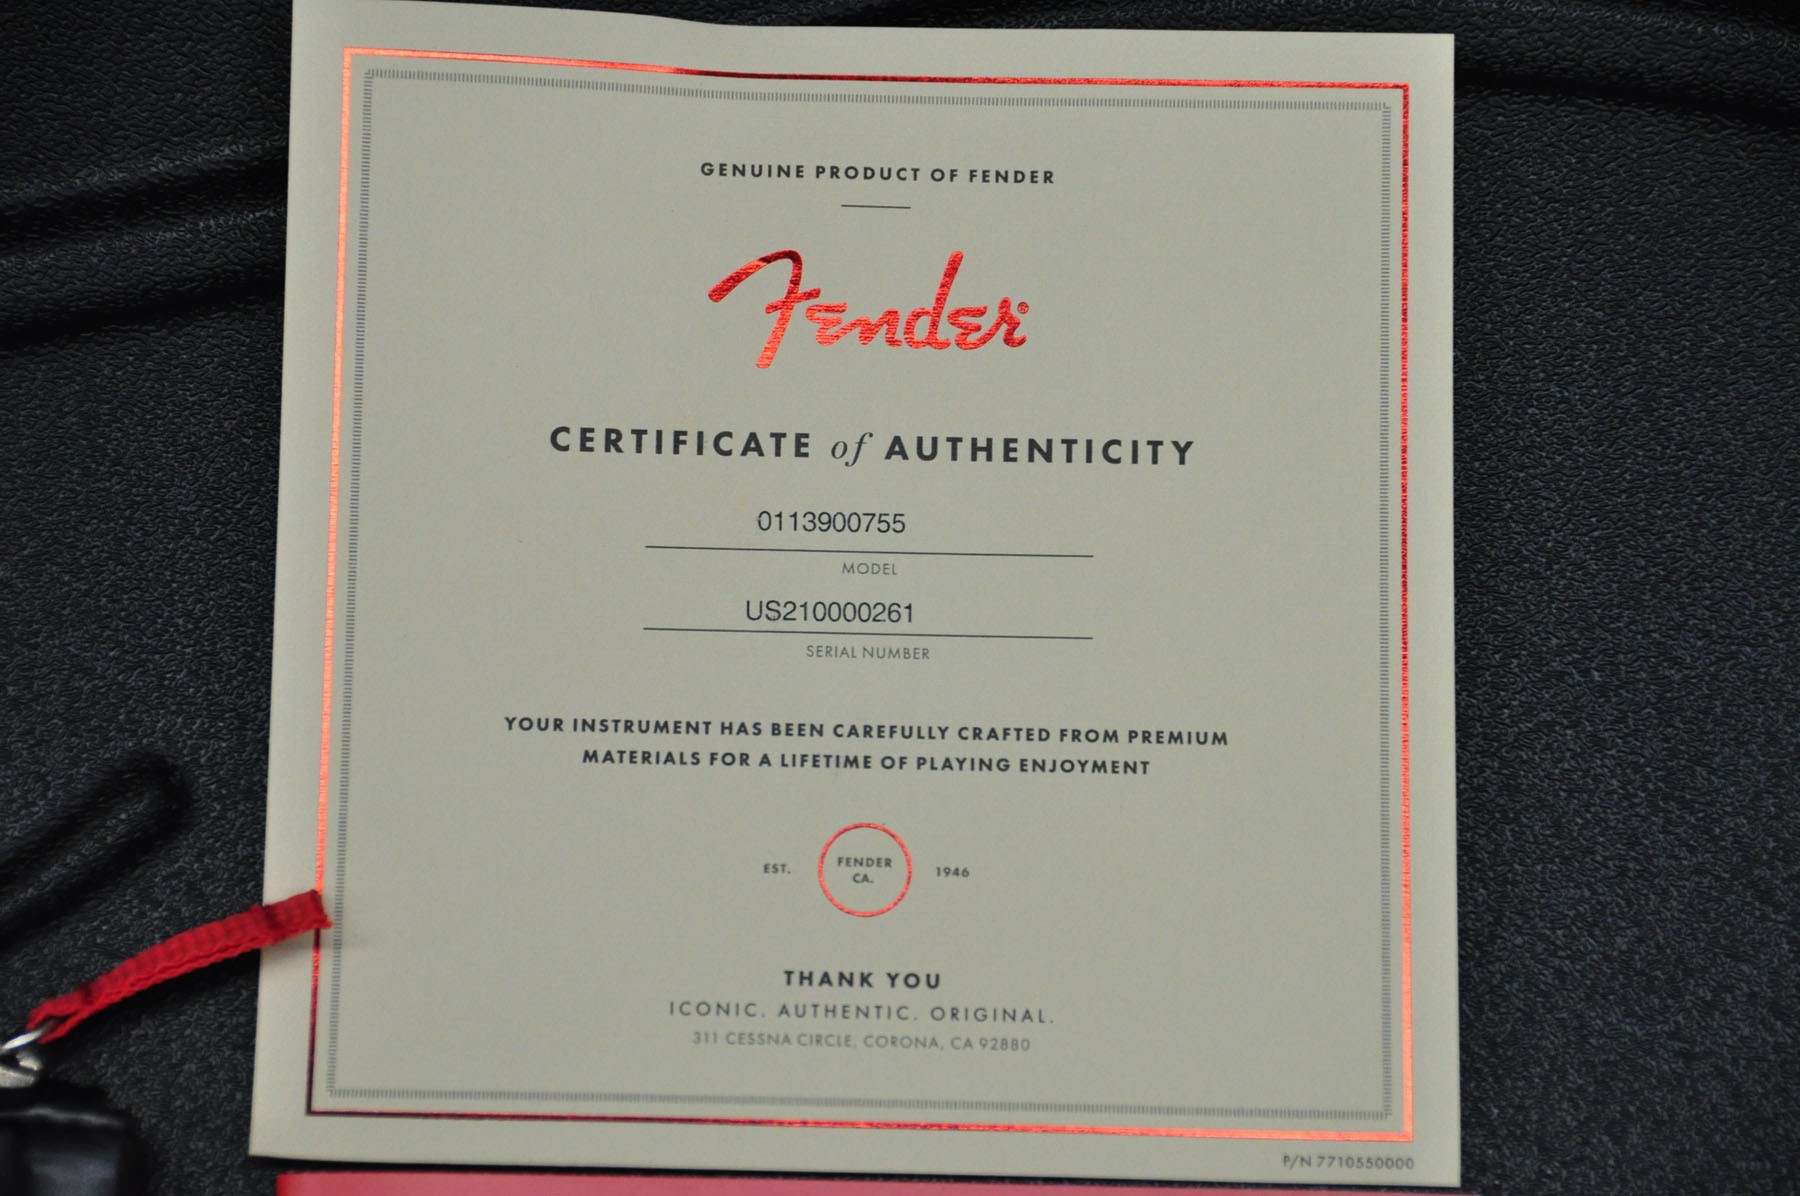 GENUINE PRODUCT OF FENDER
Fender®
CERTIFICATE of AUTHENTICITY
0113900755
MODEL
US210000261
SERIAL NUMBER
YOUR INSTRUMENT HAS BEEN CAREFULLY CRAFTED FROM PREMIUM
MATERIALS FOR A LIFETIME OF PLAYING ENJOYMENT
EST. FENDER CA. 1946
THANK YOU
ICONIC. AUTHENTIC. ORIGINAL.
311 CESSNA CIRCLE, CORONA, CA 92880
P/N 7710550000